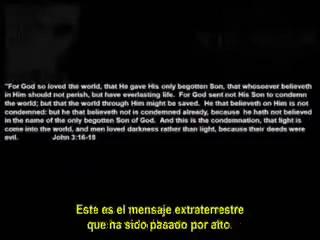 "For God so loved the world, that He gave His only begotten Son, that whosoever believeth
in Him should not perish, but have everlasting life.  For God sent not His Son to condemn
the world; but that the world through Him might be saved.  He that believeth on Him is not
condemned: but he that believeth not is condemned already, because  he hath not believed
in the name of the only begotten Son of God.  And this is the condemnation, that light is
come into the world, and men loved darkness rather than light, because their deeds were
evil.                John 3:16-18
Este es el mensaje extraterrestre
que ha sido pasado por alto.